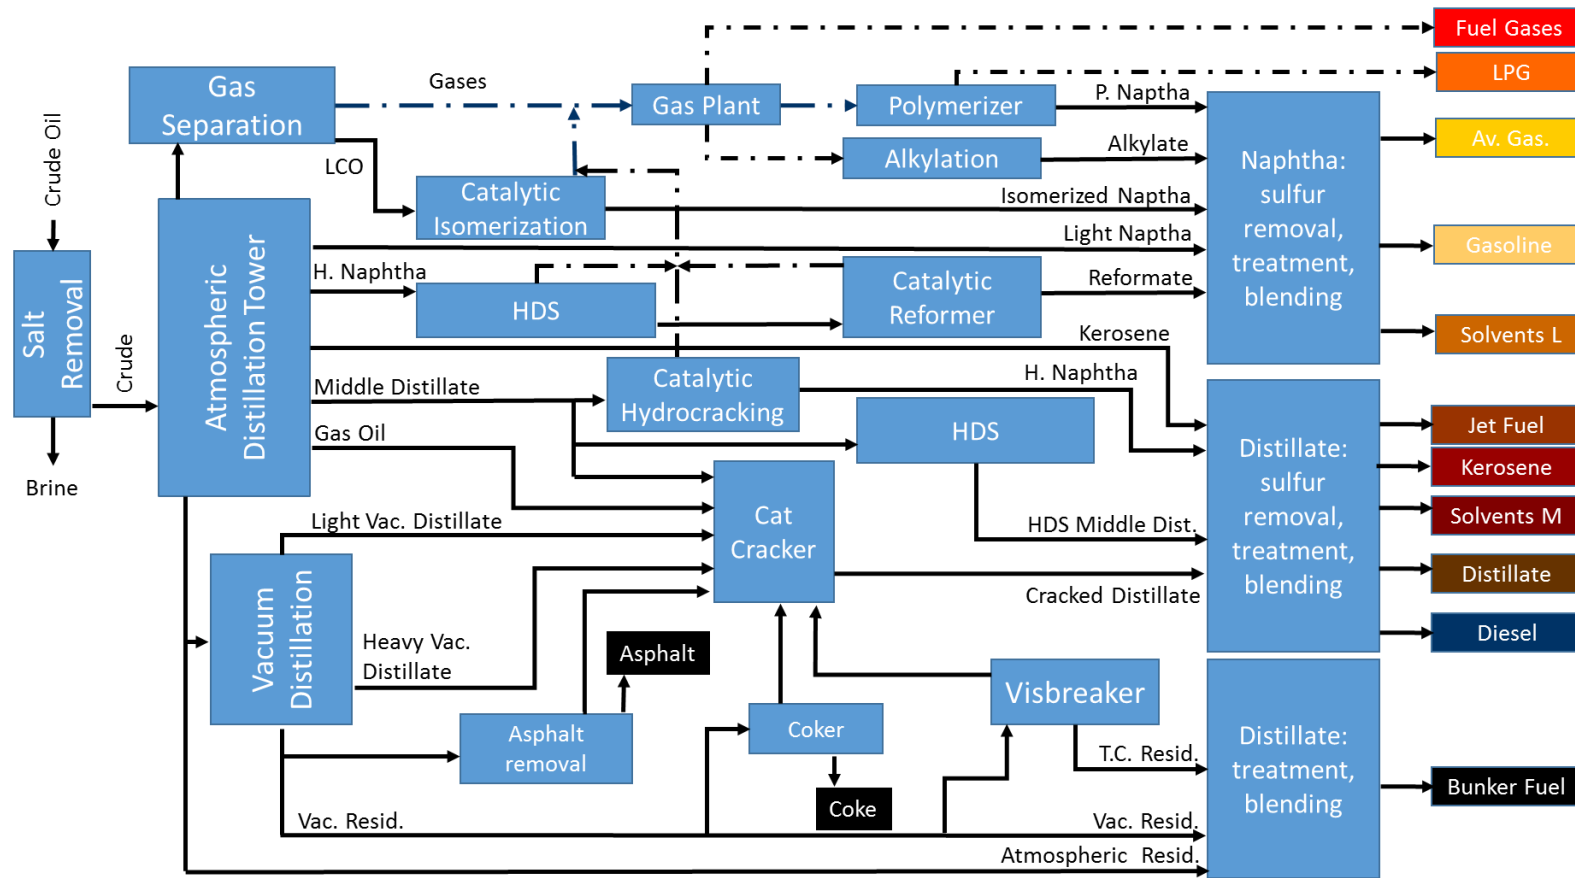 Fuel Gases
LPG
Gas
Separation
Gases
Gas Plant
Polymerizer
P. Naptha
Crude Oil
LCO
Alkylation
Alkylate
Av. Gas.
Catalytic
Isomerization
Isomerized Naptha
Naphtha:
sulfur
removal,
treatment,
blending
Light Naptha
Gasoline
Salt
Removal
Crude
Brine
Atmospheric
Distillation Tower
H. Naphtha
HDS
Catalytic
Reformer
Reformate
Solvents L
Kerosene
Middle Distillate
Catalytic
Hydrocracking
H. Naphtha
Gas Oil
HDS
Jet Fuel
Kerosene
Solvents M
Distillate
Diesel
Distillate:
sulfur
removal,
treatment,
blending
Light Vac. Distillate
Cat
Cracker
HDS Middle Dist.
Cracked Distillate
Vacuum
Distillation
Heavy Vac.
Distillate
Asphalt
Asphalt
removal
Coker
Coke
Visbreaker
T.C. Resid.
Distillate:
treatment,
blending
Bunker Fuel
Vac. Resid.
Vac. Resid.
Atmospheric Resid.